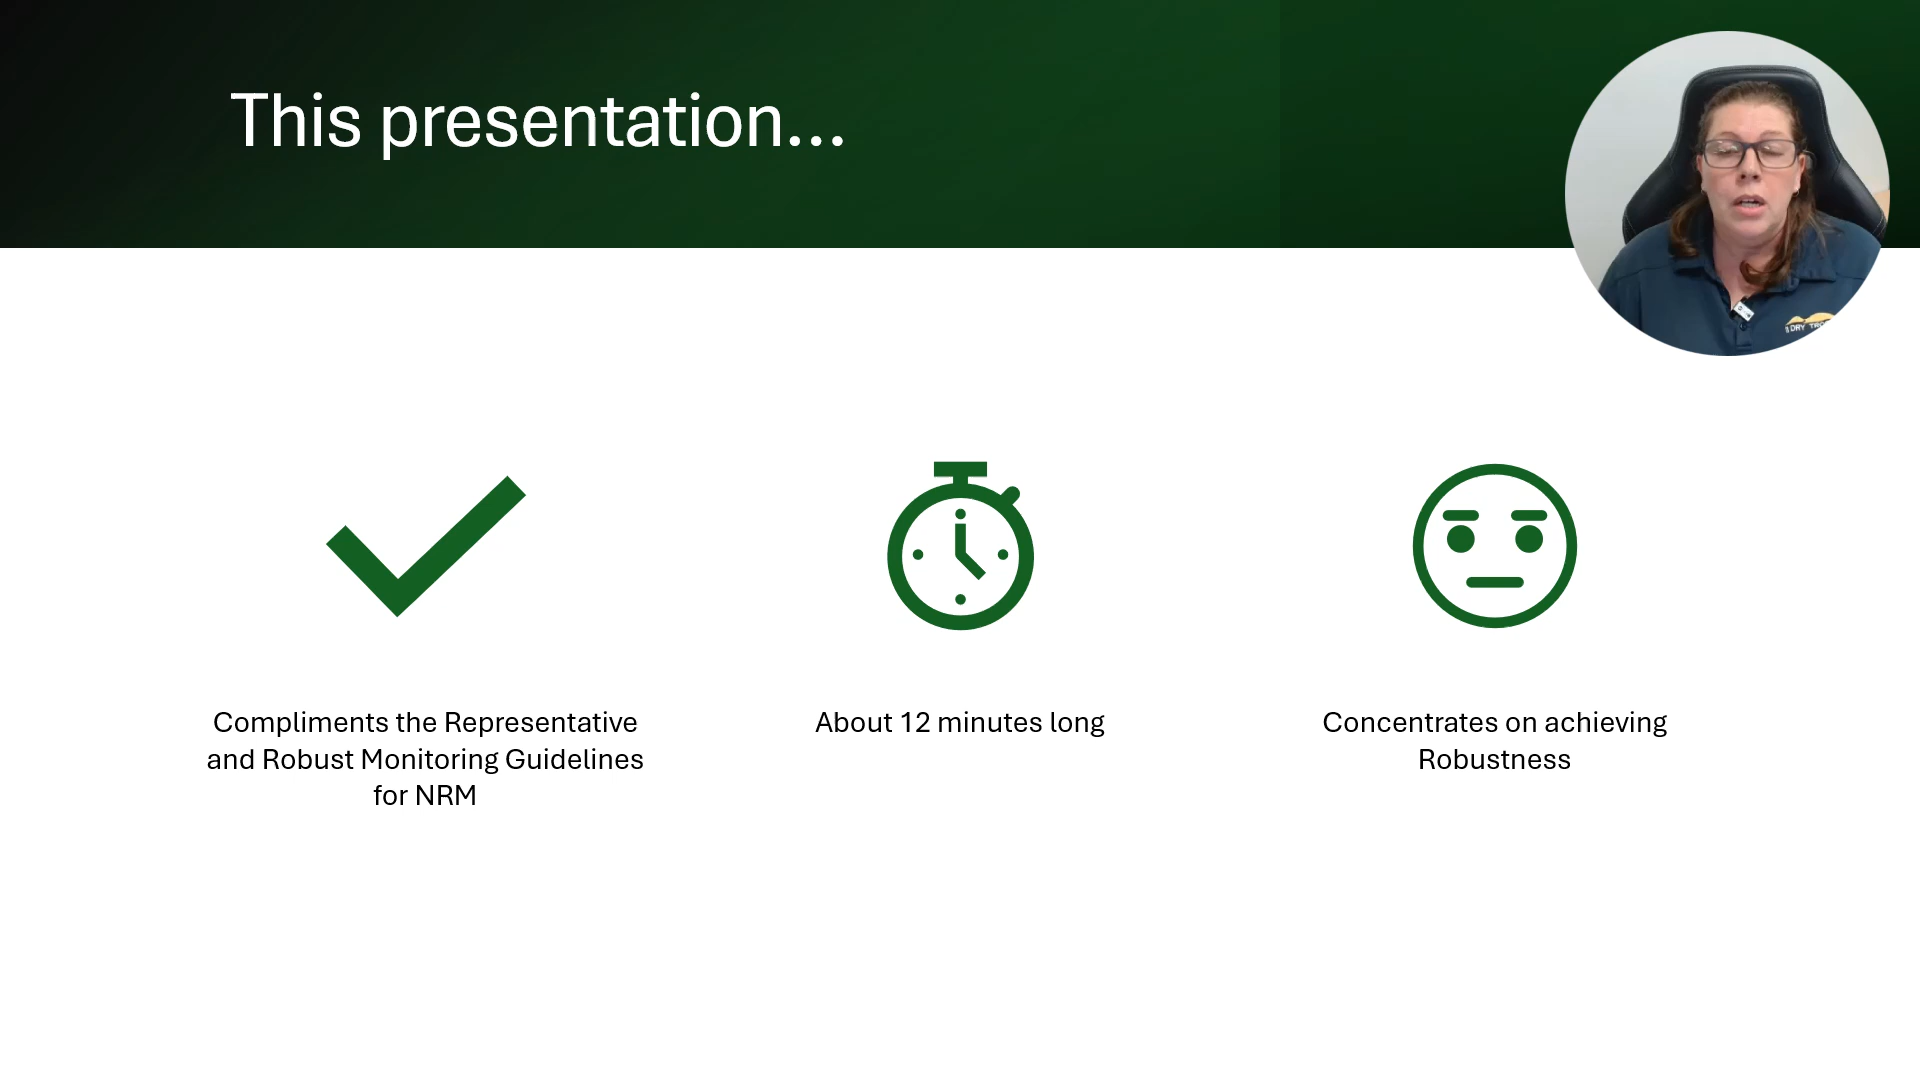 This presentation...
Compliments the Representative
and Robust Monitoring Guidelines
for NRM
About 12 minutes long
Concentrates on achieving
Robustness
DRY